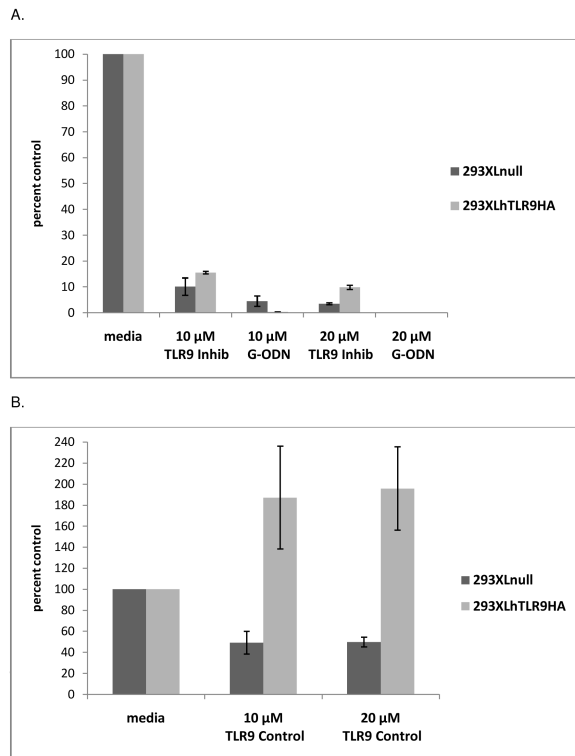 A.
100
90
80
70
60
50
40
30
20
10
0
percent control
media
10 µM
TLR9 Inhib
10 µM
G-ODN
20 µM
TLR9 Inhib
20 µM
G-ODN
293XLnull
293XLhTLR9HA
B.
240
220
200
180
160
140
120
100
80
60
40
20
0
percent control
media
10 µM
TLR9 Control
20 µM
TLR9 Control
293XLnull
293XLhTLR9HA